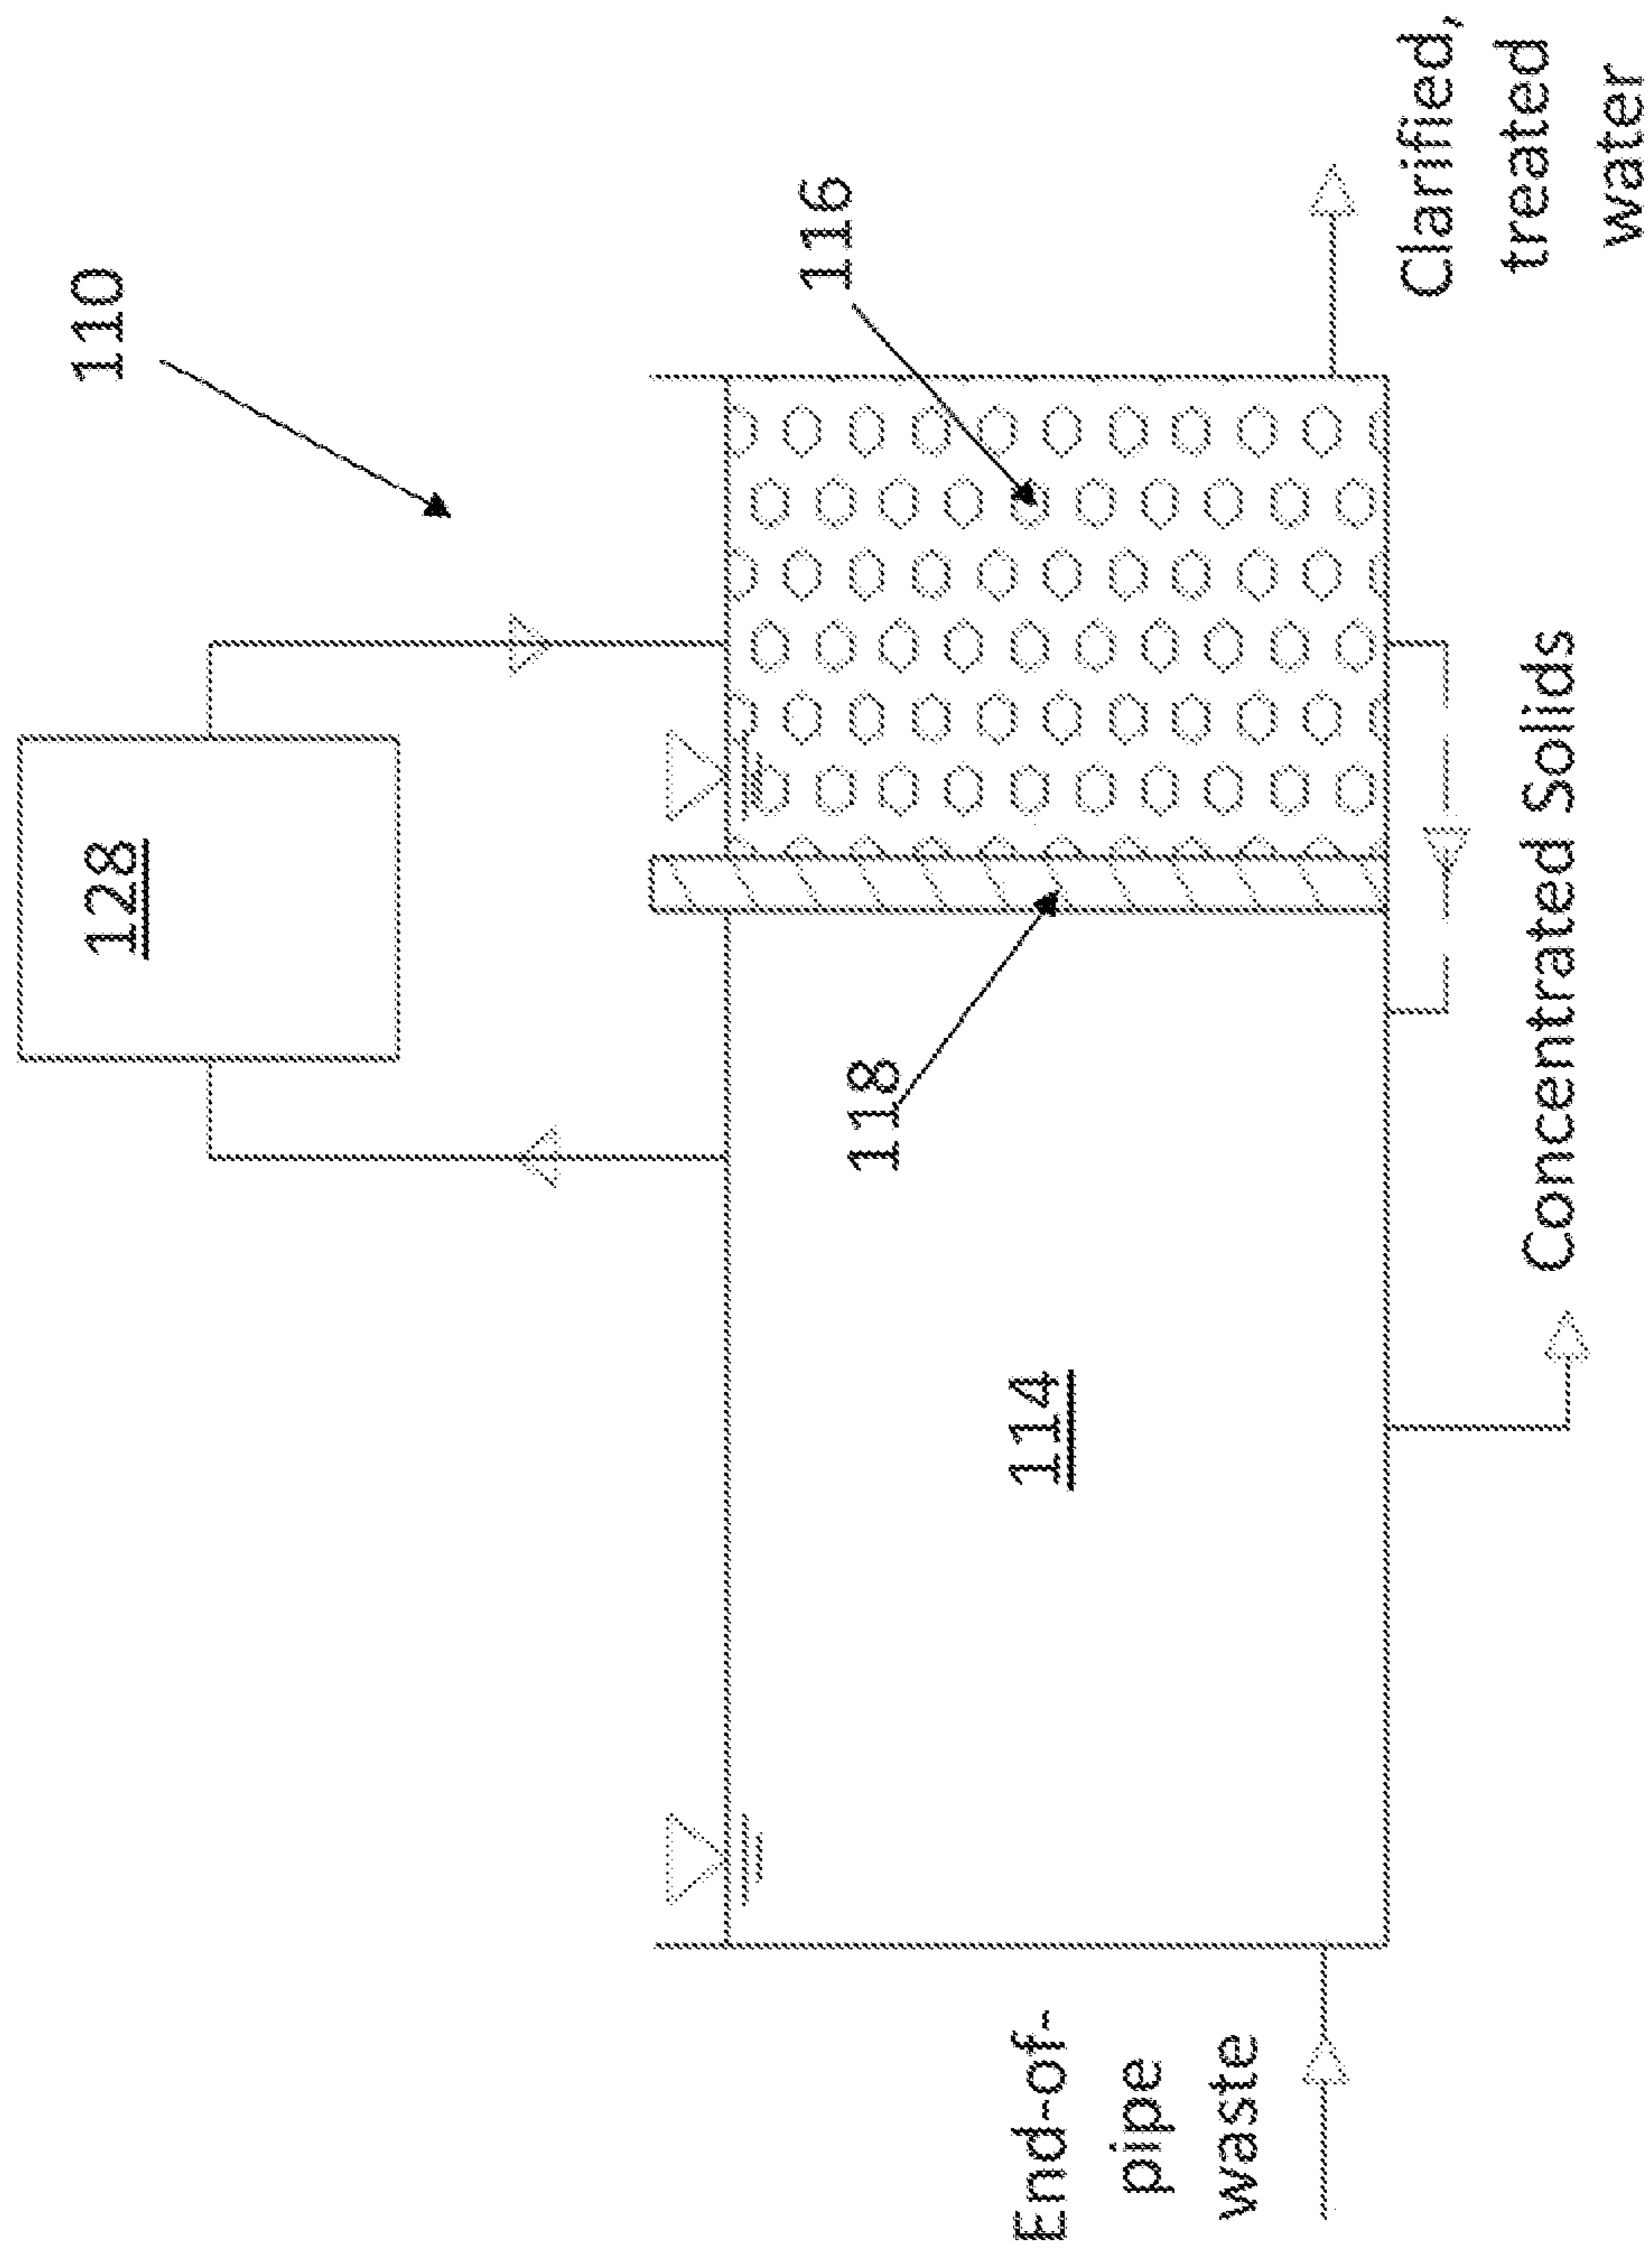 110
128
116
118
114
End-of-
pipe
waste
Concentrated Solids
Clarified,
treated
water